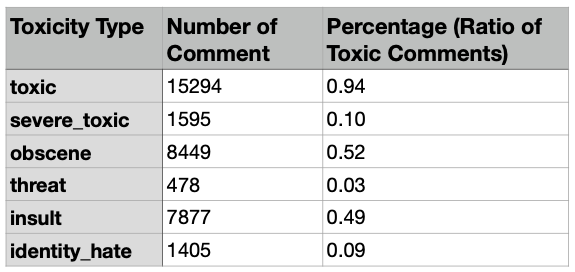 Toxicity Type Number of Comment Percentage (Ratio of Toxic Comments)
toxic 15294 0.94
severe_toxic 1595 0.10
obscene 8449 0.52
threat 478 0.03
insult 7877 0.49
identity_hate 1405 0.09